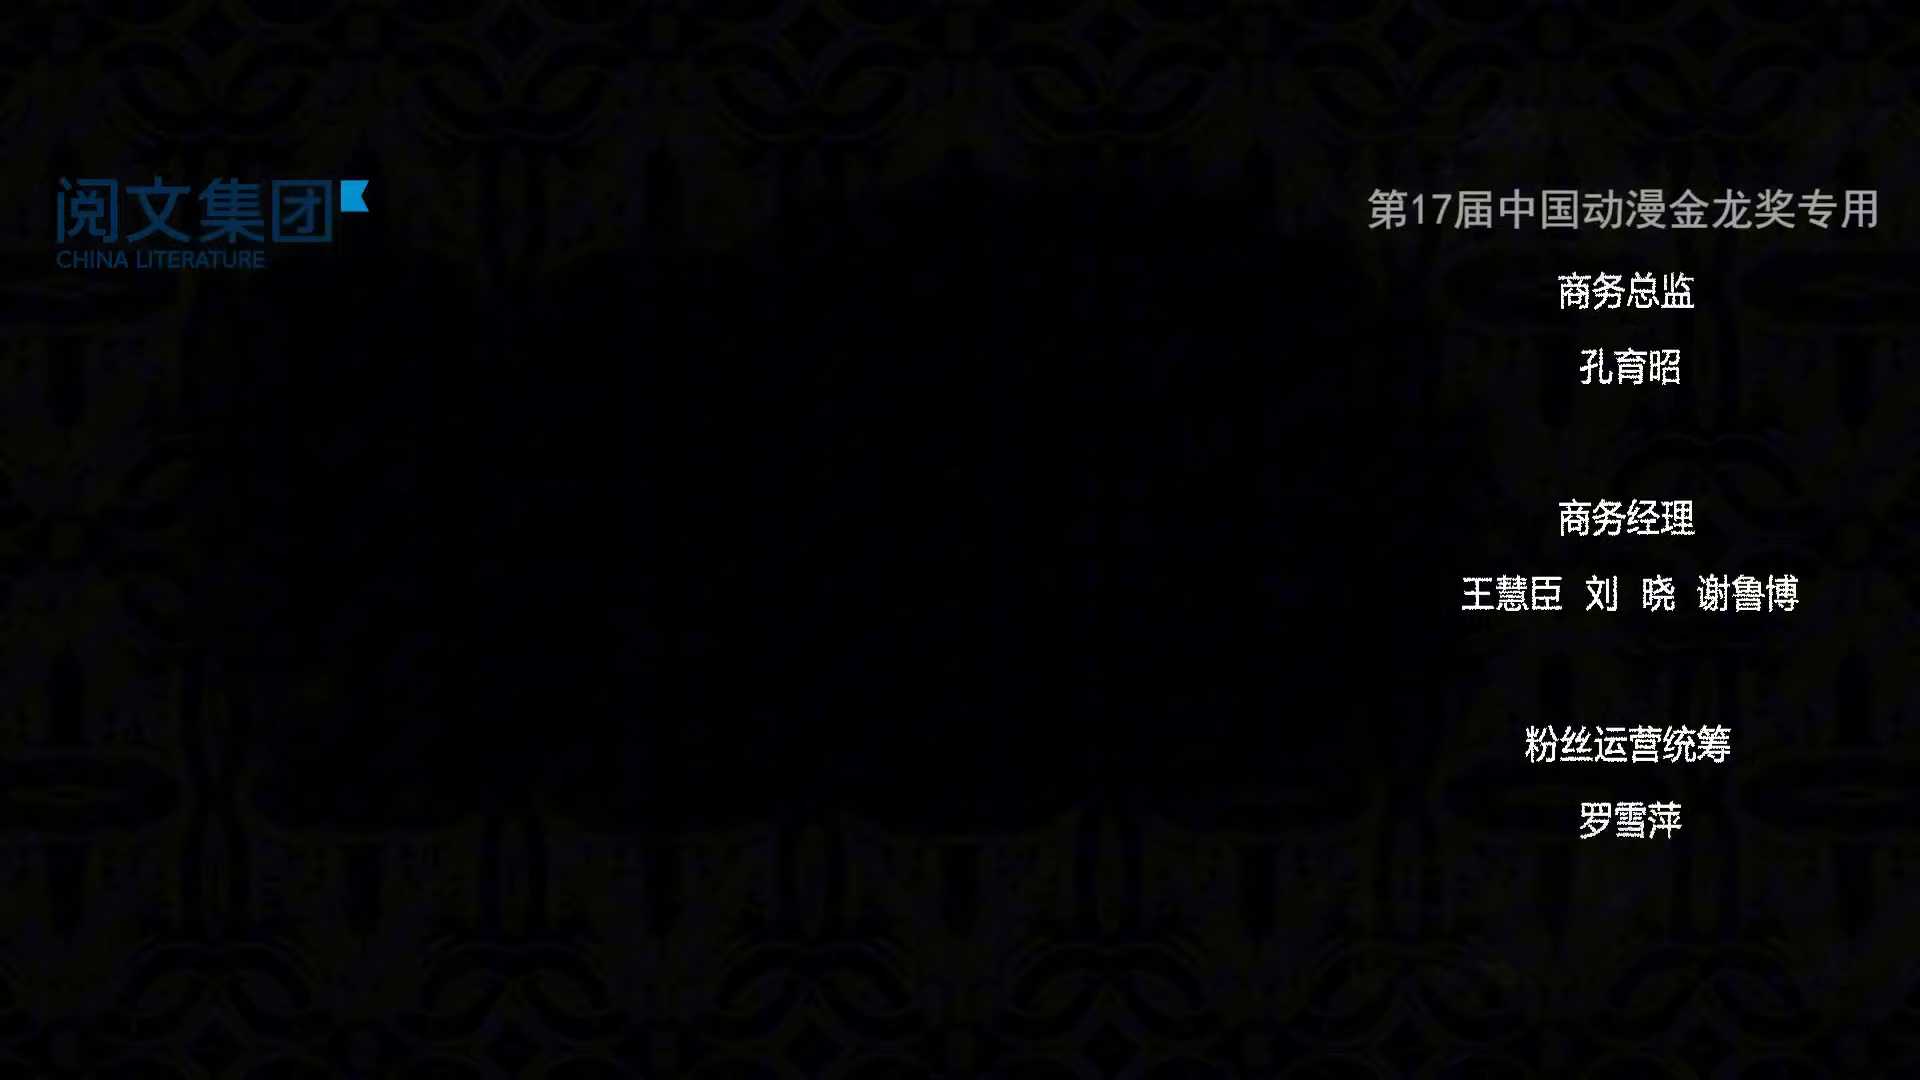 阅文集团
CHINA LITERATURE
第17届中国动漫金龙奖专用
商务总监
孔育昭
商务经理
王慧臣 刘 晓 谢鲁博
粉丝运营统筹
罗雪萍